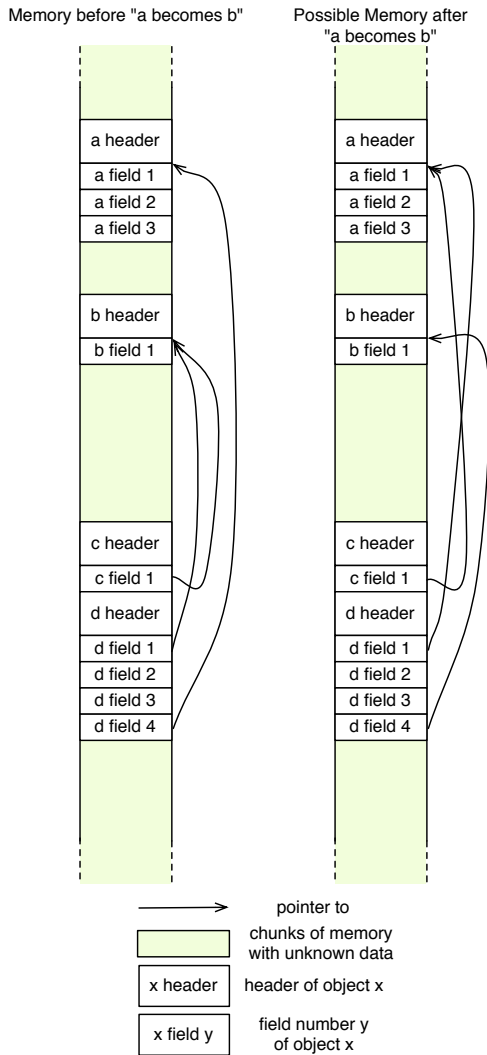 Memory before "a becomes b"
a header
a field 1
a field 2
a field 3
b header
b field 1
c header
c field 1
d header
d field 1
d field 2
d field 3
d field 4
Possible Memory after
"a becomes b"
a header
a field 1
a field 2
a field 3
b header
b field 1
c header
c field 1
d header
d field 1
d field 2
d field 3
d field 4
pointer to
chunks of memory
with unknown data
x header
header of object x
x field y
field number y
of object x